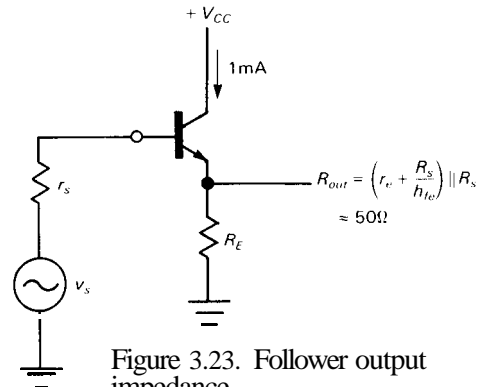 + V_CC
1mA
r_s
v_s
R_E
R_out = (r_e + R_s/h_fe) || R_s
≈ 50Ω
Figure 3.23. Follower output
impedance